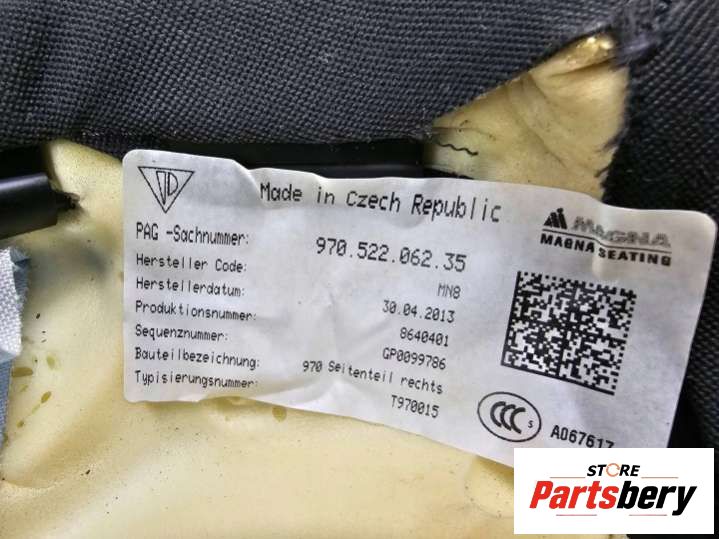 Made in Czech Republic
MAGNA
MAGNA SEATING
PAG -Sachnummer: 970.522.062.35
Hersteller Code: MN8
Herstellerdatum: 30.04.2013
Produktionsnummer: 8640401
Sequenznummer: GP0099786
Bauteilbezeichnung: 970 Seitenteil rechts
Typisierungsnummer: T970015
CCC S
A067617
STORE
Partsbery